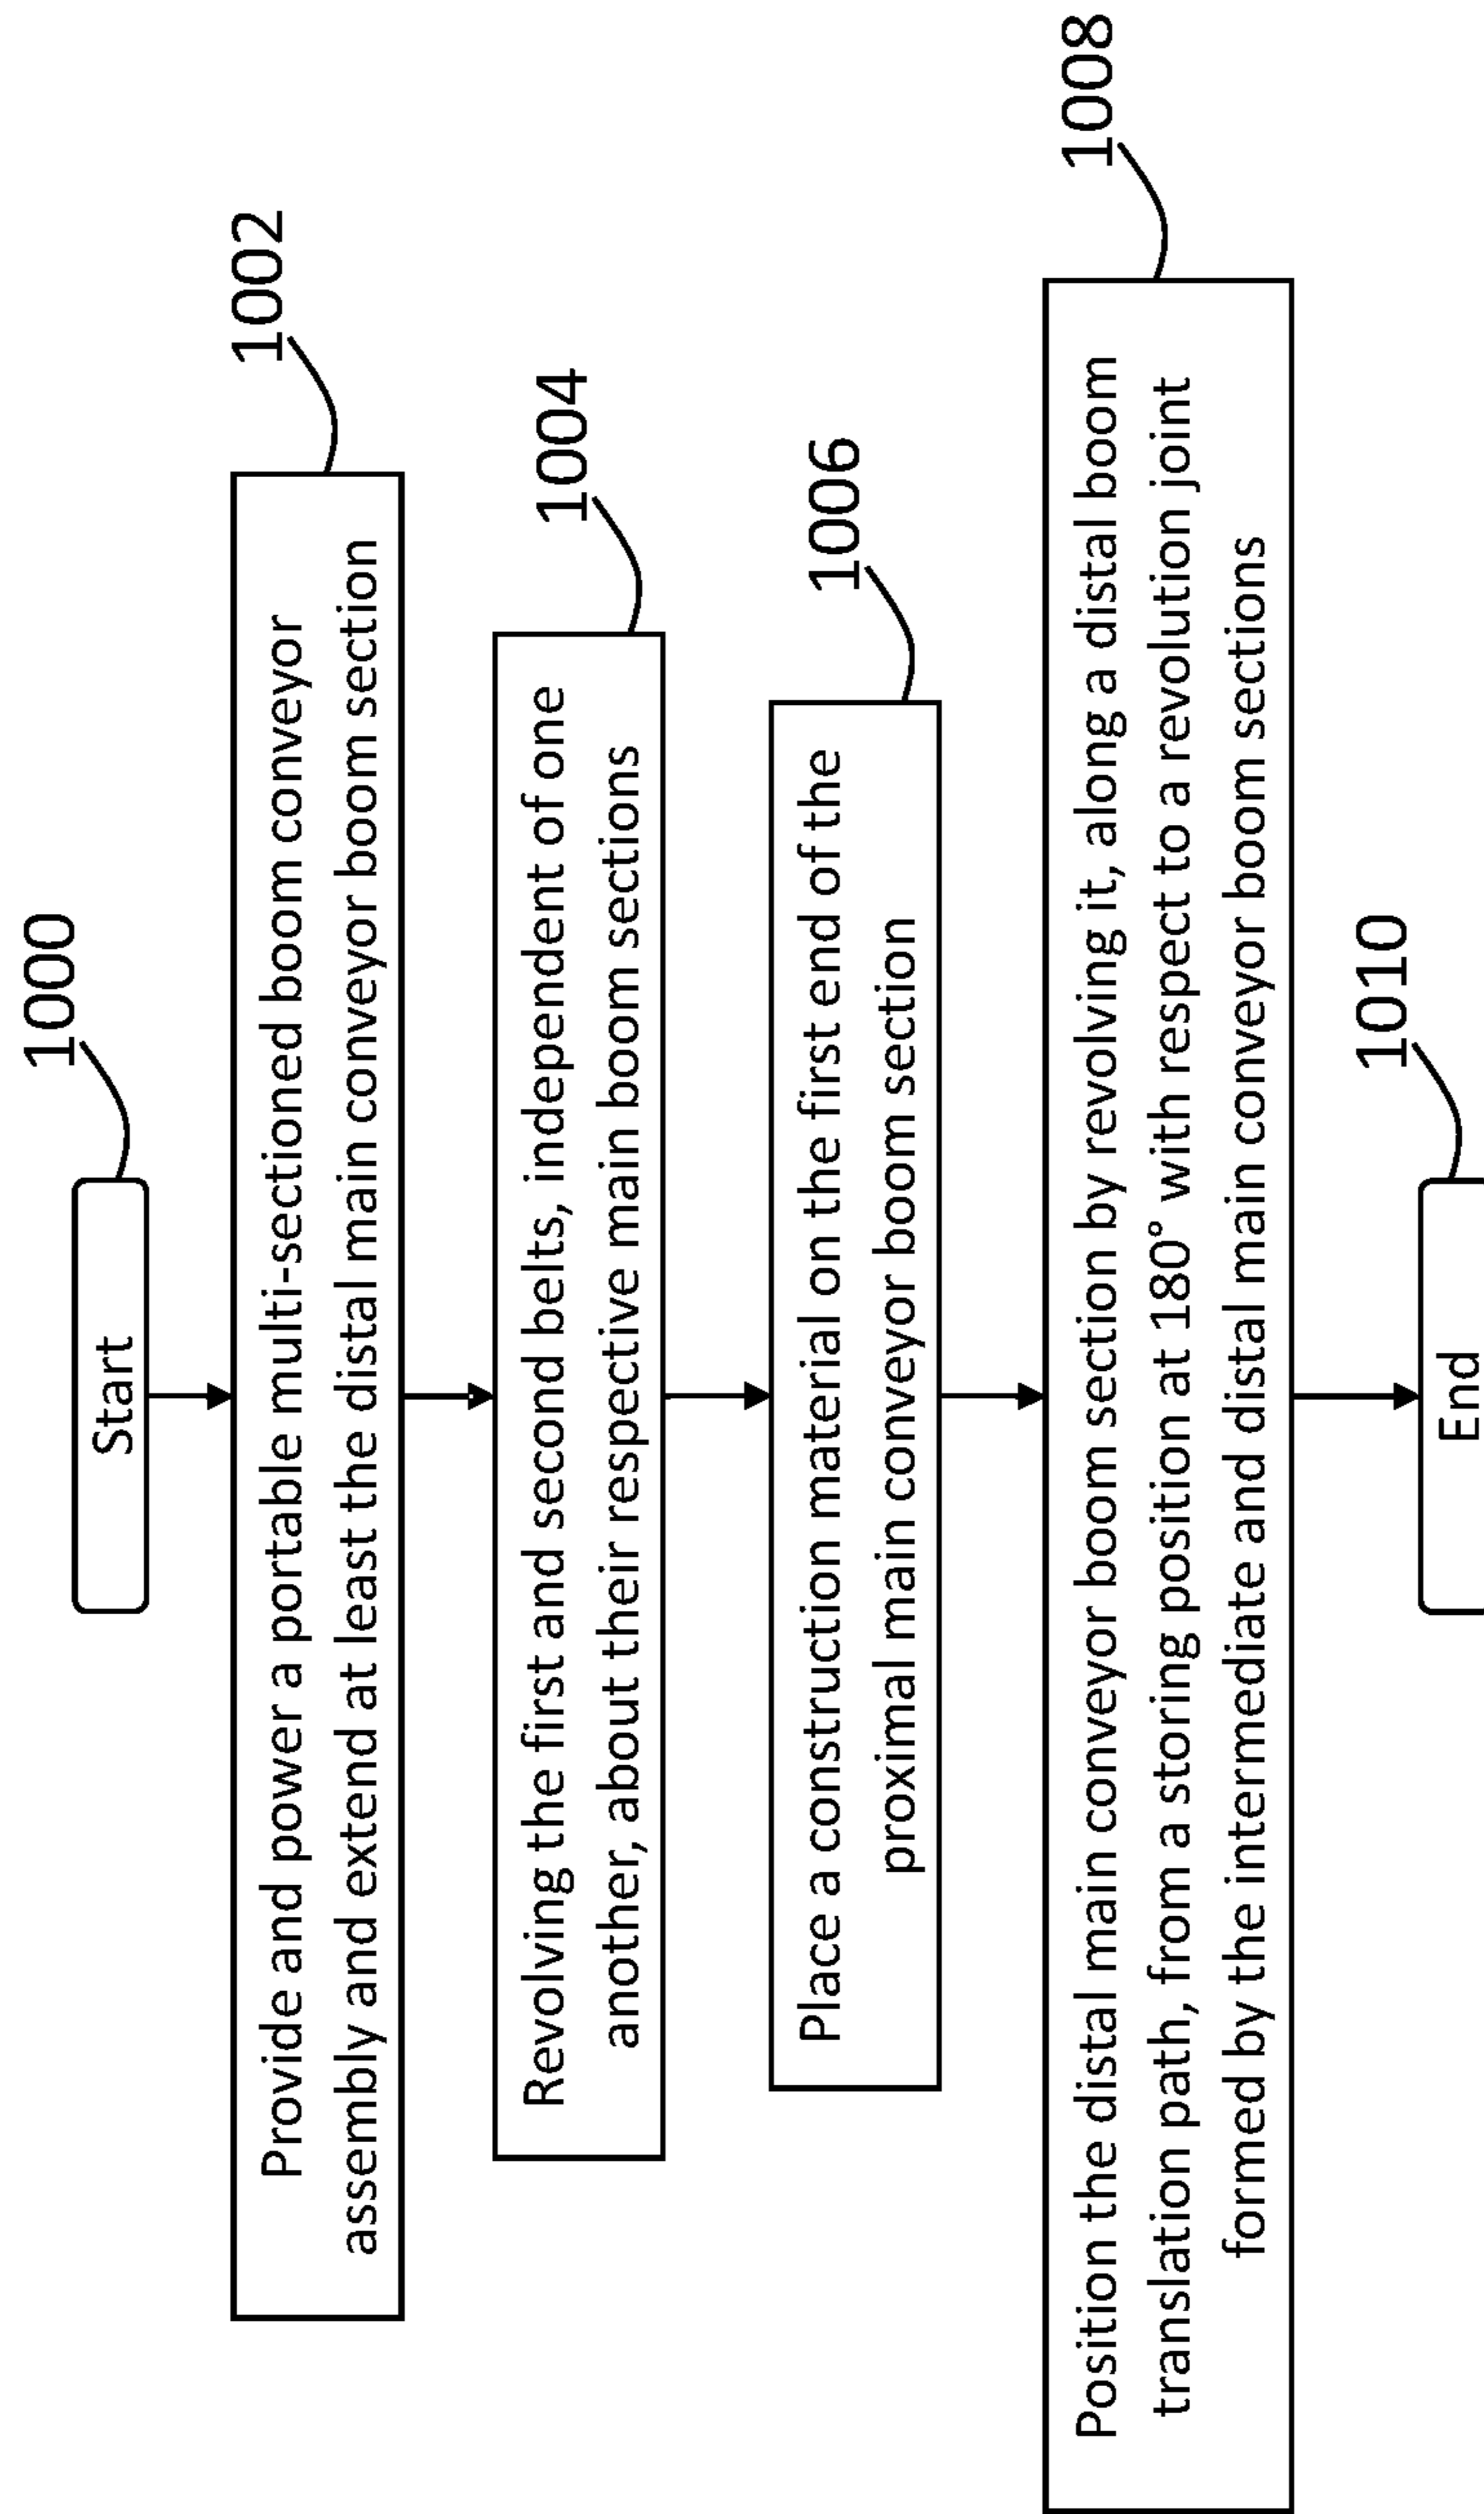 1000
Start
1002
Provide and power a portable multi-sectioned boom conveyor
assembly and extend at least the distal main conveyor boom section
1004
Revolving the first and second belts, independent of one
another, about their respective main boom sections
1006
Place a construction material on the first end of the
proximal main conveyor boom section
1008
Position the distal main conveyor boom section by revolving it, along a distal boom
translation path, from a storing position at 180° with respect to a revolution joint
formed by the intermediate and distal main conveyor boom sections
1010
End